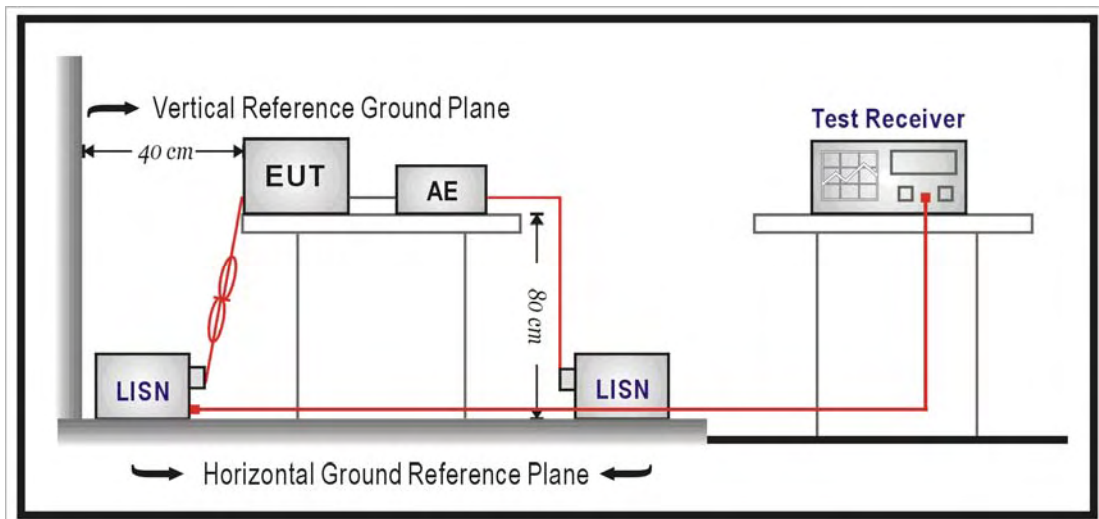 Vertical Reference Ground Plane
Test Receiver
40 cm
EUT
AE
80 cm
LISN
LISN
Horizontal Ground Reference Plane